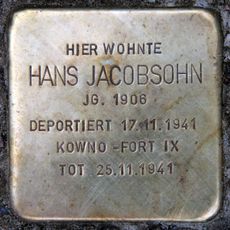 HIER WOHNTE
HANS JACOBSOHN
JG. 1906
DEPORTIERT 17.11.1941
KOWNO - FORT IX
TOT 25.11.1941